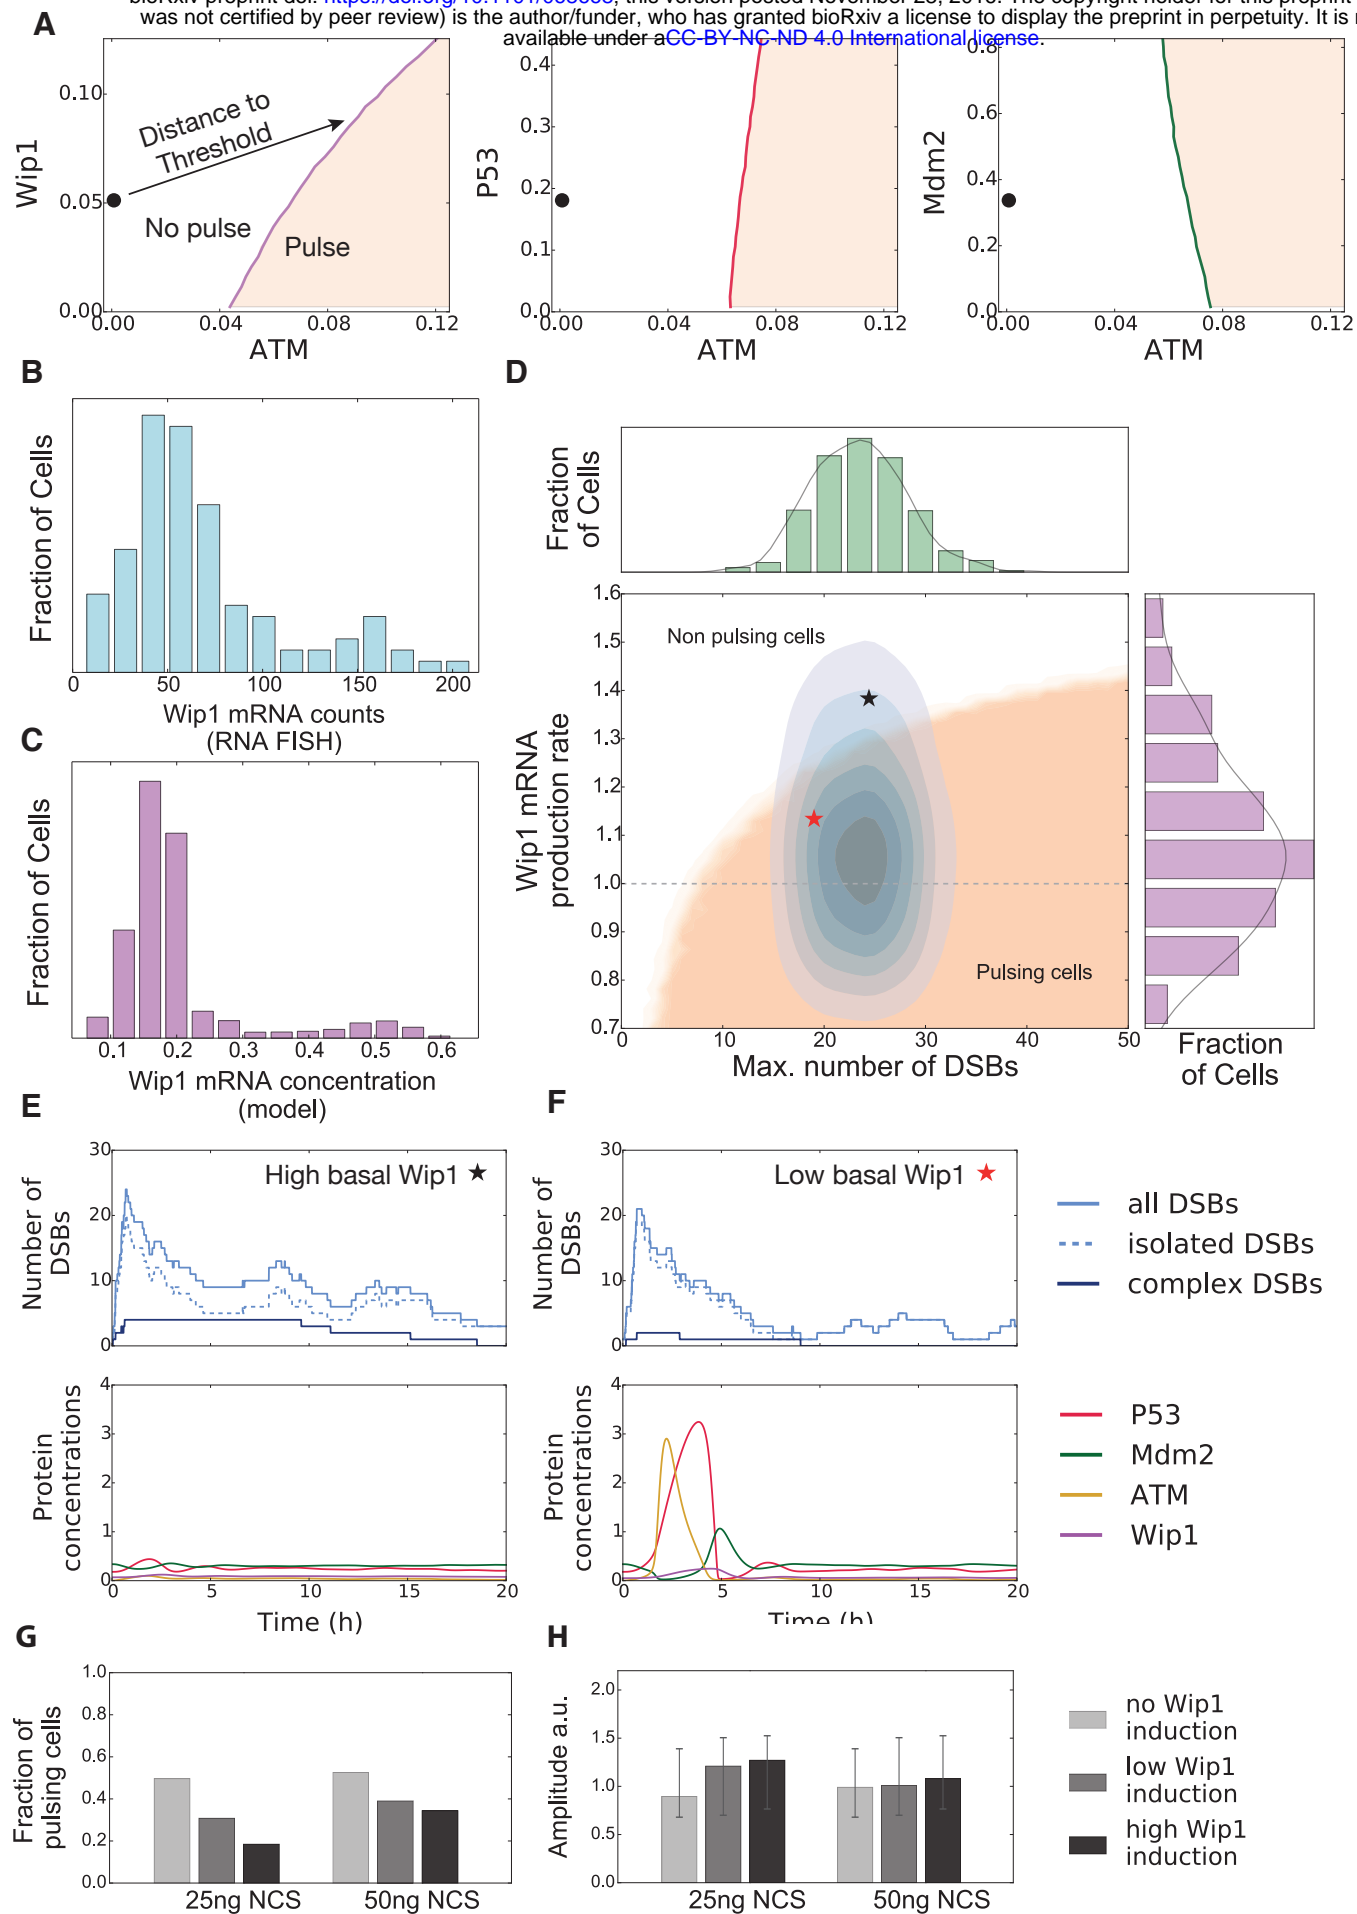 was not certified by peer review) is the author/funder, who has granted bioRxiv a license to display the preprint in perpetuity. It is
available under aCC-BY-NC-ND 4.0 International license.
A
Wip1
0.10
0.05
0.00
Distance to
Threshold
No pulse
Pulse
0.00 0.04 0.08 0.12
ATM
P53
0.4
0.3
0.2
0.1
0.0
0.00 0.04 0.08 0.12
ATM
Mdm2
0.8
0.6
0.4
0.2
0.0
0.00 0.04 0.08 0.12
ATM
B
Fraction of Cells
0 50 100 150 200
Wip1 mRNA counts
(RNA FISH)
C
Fraction of Cells
0.1 0.2 0.3 0.4 0.5 0.6
Wip1 mRNA concentration
(model)
D
Fraction
of Cells
Wip1 mRNA
production rate
1.6
1.5
1.4
1.3
1.2
1.1
1.0
0.9
0.8
0.7
Non pulsing cells
Pulsing cells
0 10 20 30 40 50
Max. number of DSBs
Fraction
of Cells
E
Number of
DSBs
30
20
10
0
High basal Wip1
Protein
concentrations
4
3
2
1
0
0 5 10 15 20
Time (h)
F
Number of
DSBs
30
20
10
0
Low basal Wip1
Protein
concentrations
4
3
2
1
0
0 5 10 15 20
Time (h)
all DSBs
isolated DSBs
complex DSBs
P53
Mdm2
ATM
Wip1
G
Fraction of
pulsing cells
1.0
0.8
0.6
0.4
0.2
0.0
25ng NCS 50ng NCS
H
Amplitude a.u.
2.0
1.5
1.0
0.5
0.0
25ng NCS 50ng NCS
no Wip1
induction
low Wip1
induction
high Wip1
induction